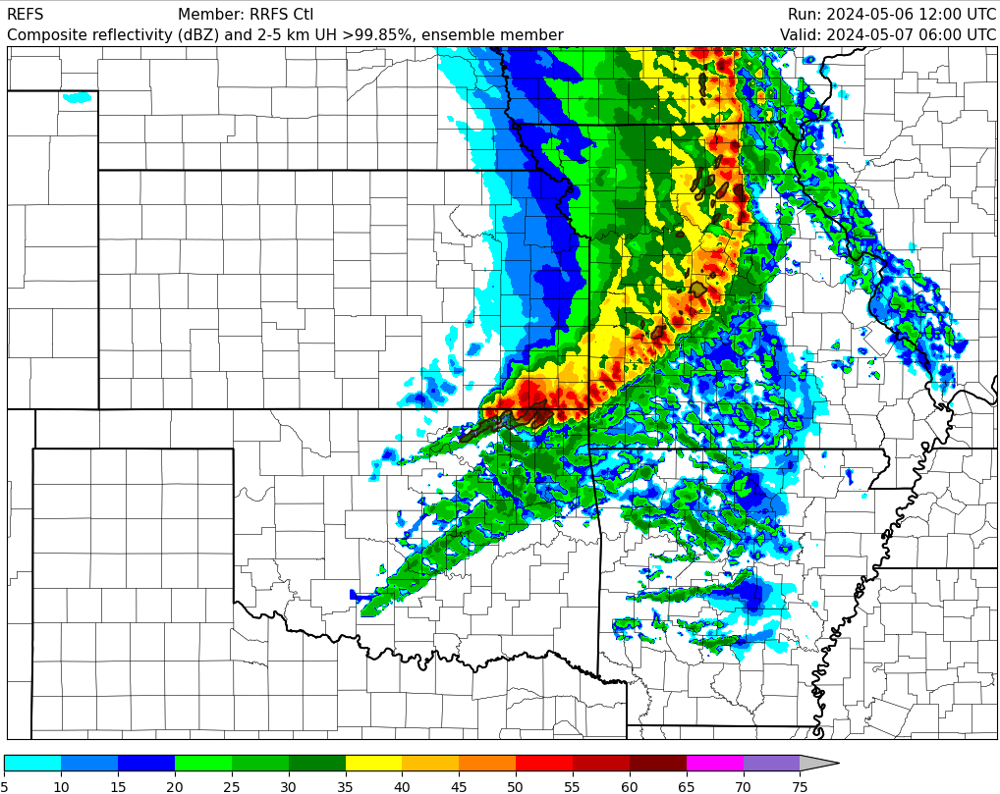 REFS Member: RRFS Ctl Run: 2024-05-06 12:00 UTC
Composite reflectivity (dBZ) and 2-5 km UH >99.85%, ensemble member Valid: 2024-05-07 06:00 UTC
5 10 15 20 25 30 35 40 45 50 55 60 65 70 75